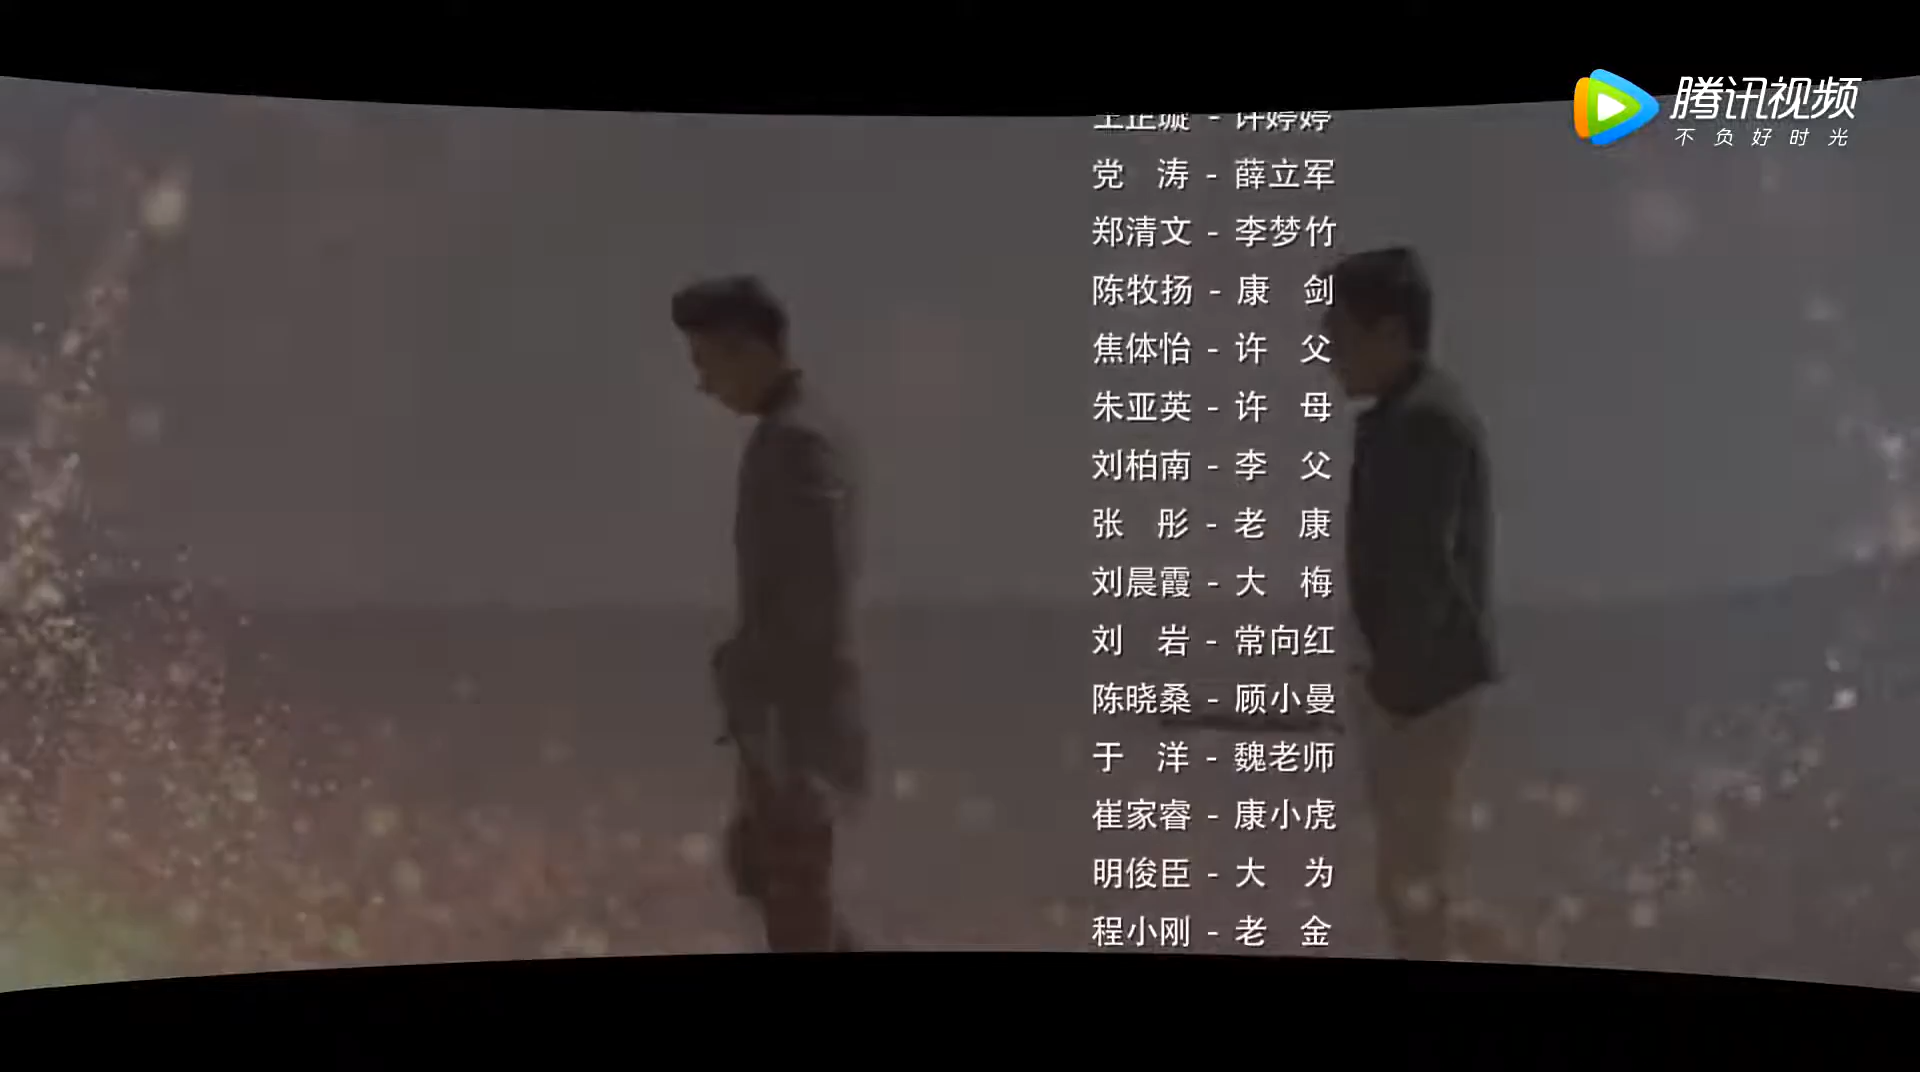 腾讯视频
不负好时光
党 涛 - 薛立军
郑清文 - 李梦竹
陈牧扬 - 康 剑
焦体怡 - 许 父
朱亚英 - 许 母
刘柏南 - 李 父
张 彤 - 老 康
刘晨霞 - 大 梅
刘 岩 - 常向红
陈晓桑 - 顾小曼
于 洋 - 魏老师
崔家睿 - 康小虎
明俊臣 - 大 为
程小刚 - 老 金